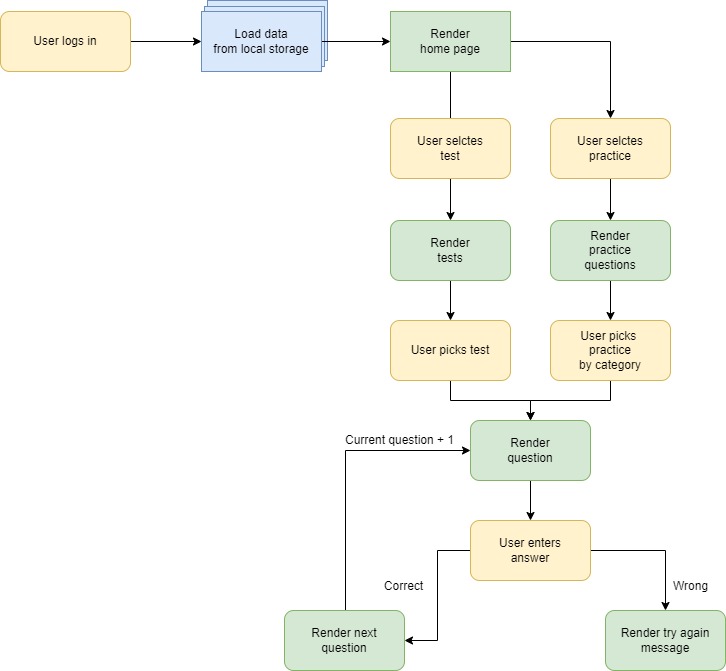 User logs in
Load data
from local storage
Render
home page
User selctes
test
User selctes
practice
Render
tests
Render
practice
questions
User picks test
User picks
practice
by category
Current question + 1
Render
question
User enters
answer
Correct
Wrong
Render next
question
Render try again
message